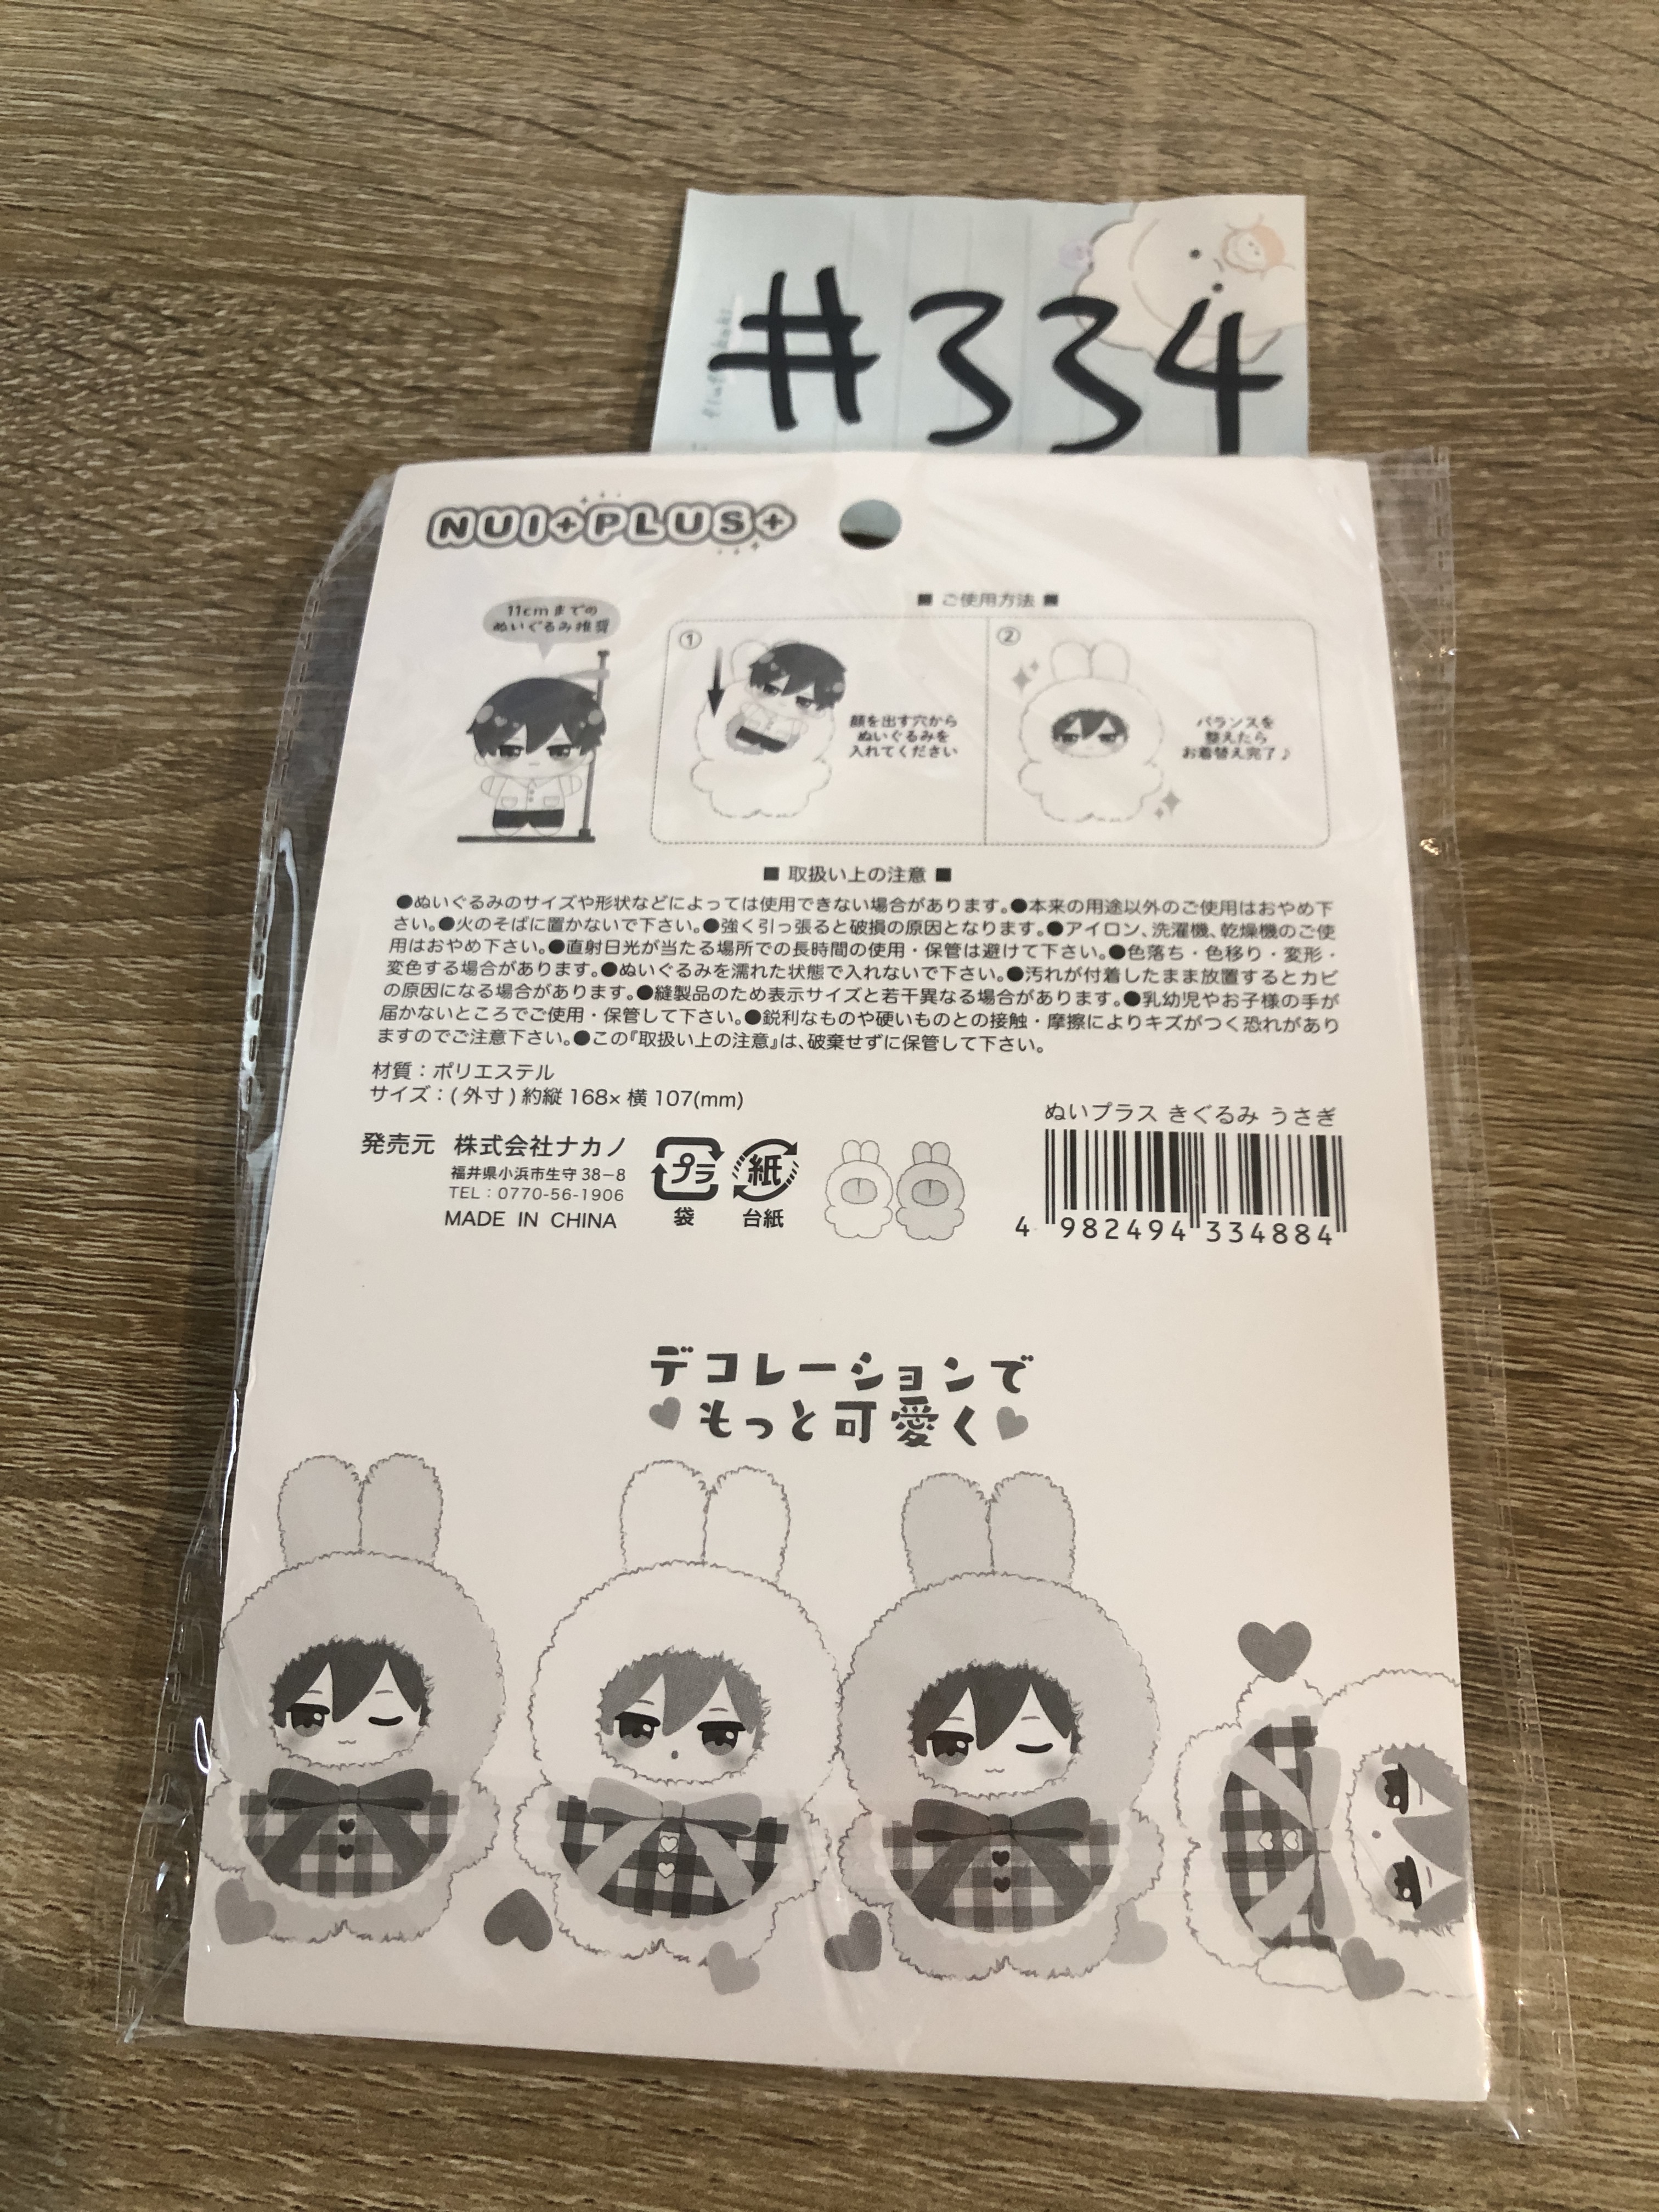 #334
NUI+PLUS+
11cmまでの
ぬいぐるみ推奨
■ ご使用方法 ■
①
顔を出す穴から
ぬいぐるみを
入れてください
②
バランスを
整えたら
お着替え完了♪
■ 取扱い上の注意 ■
●ぬいぐるみのサイズや形状などによっては使用できない場合があります。●本来の用途以外のご使用はおやめ下
さい。●火のそばに置かないで下さい。●強く引っ張ると破損の原因となります。●アイロン、洗濯機、乾燥機のご使
用はおやめ下さい。●直射日光が当たる場所での長時間の使用・保管は避けて下さい。●色落ち・色移り・変形・
変色する場合があります。●ぬいぐるみを濡れた状態で入れないで下さい。●汚れが付着したまま放置するとカビ
の原因になる場合があります。●縫製品のため表示サイズと若干異なる場合があります。●乳幼児やお子様の手が
届かないところでご使用・保管して下さい。●鋭利なものや硬いものとの接触・摩擦によりキズがつく恐れがあり
ますのでご注意下さい。●この『取扱い上の注意』は、破棄せずに保管して下さい。
材質：ポリエステル
サイズ：(外寸)約縦168×横107(mm)
発売元 株式会社ナカノ
福井県小浜市生守38-8
TEL：0770-56-1906
MADE IN CHINA
プラ
袋
紙
台紙
ぬいプラス きぐるみ うさぎ
4 982494 334884
デコレーションで
もっと可愛く